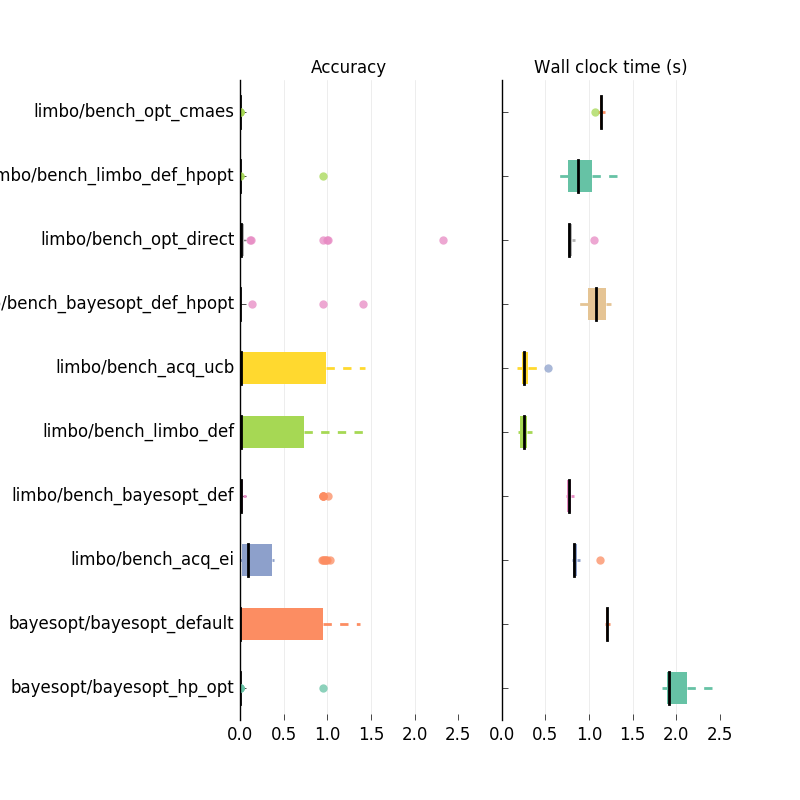 Accuracy Wall clock time (s)
limbo/bench_opt_cmaes
mbo/bench_limbo_def_hpopt
limbo/bench_opt_direct
/bench_bayesopt_def_hpopt
limbo/bench_acq_ucb
limbo/bench_limbo_def
limbo/bench_bayesopt_def
limbo/bench_acq_ei
bayesopt/bayesopt_default
bayesopt/bayesopt_hp_opt
0.0 0.5 1.0 1.5 2.0 2.5 0.0 0.5 1.0 1.5 2.0 2.5